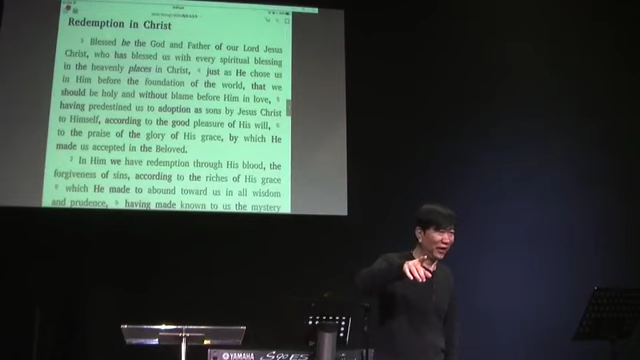 Redemption in Christ
3 Blessed be the God and Father of our Lord Jesus
Christ, who has blessed us with every spiritual blessing
in the heavenly places in Christ, 4 just as He chose us
in Him before the foundation of the world, that we
should be holy and without blame before Him in love, 5
having predestined us to adoption as sons by Jesus Christ
to Himself, according to the good pleasure of His will, 6
to the praise of the glory of His grace, by which He
made us accepted in the Beloved.
7 In Him we have redemption through His blood, the
forgiveness of sins, according to the riches of His grace
8 which He made to abound toward us in all wisdom
and prudence, 9 having made known to us the mystery
YAMAHA S90 ES